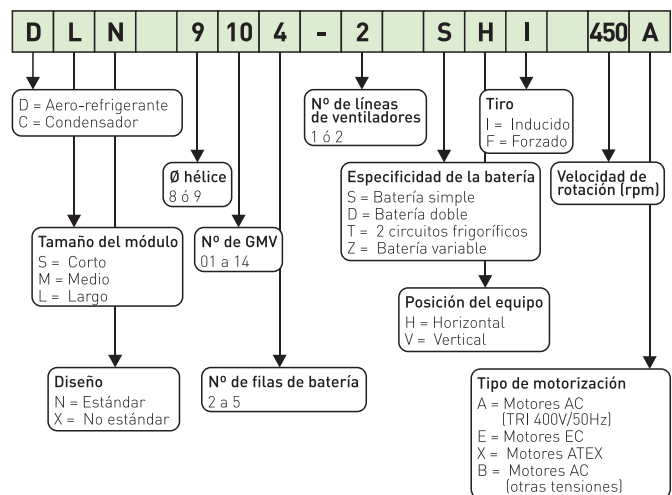 D L N 9 10 4 - 2 S H I 450 A
D = Aero-refrigerante
C = Condensador
Nº de líneas
de ventiladores
1 ó 2
Tiro
I = Inducido
F = Forzado
Ø hélice
8 ó 9
Especificidad de la batería
S = Batería simple
D = Batería doble
T = 2 circuitos frigoríficos
Z = Batería variable
Velocidad de
rotación (rpm)
Tamaño del módulo
S = Corto
M = Medio
L = Largo
Nº de GMV
01 a 14
Posición del equipo
H = Horizontal
V = Vertical
Diseño
N = Estándar
X = No estándar
Nº de filas de batería
2 a 5
Tipo de motorización
A = Motores AC
(TRI 400V/50Hz)
E = Motores EC
X = Motores ATEX
B = Motores AC
(otras tensiones)